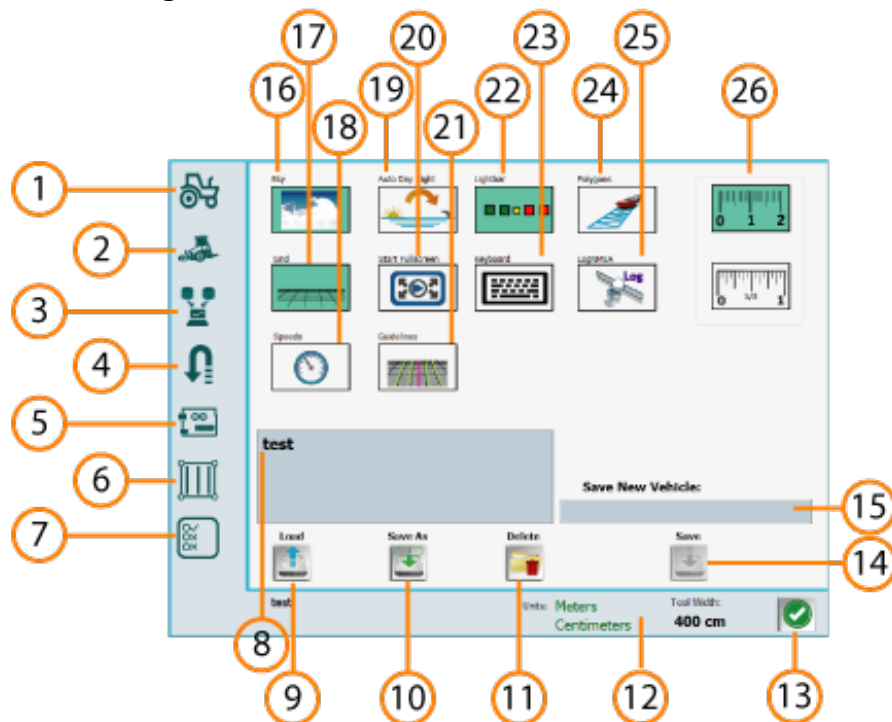 17 20 23 25
16 19 22 24 26
18 21
1
2
3
4
5
6
7
Sky Auto Day Night Lightbar Polygons
Grid Start Fullscreen Keyboard LogNMEA
Log
Speedo Guidelines
0 1 2
0 1/2 1
test
Save New Vehicle:
15
Load Save As Delete Save
14
test Units: Meters Tool Width:
Centimeters 400 cm
8
9 10 11 12 13